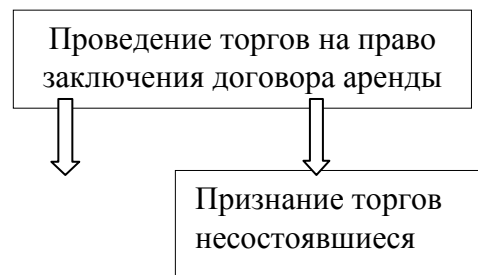 Проведение торгов на право
заключения договора аренды
Признание торгов
несостоявшиеся